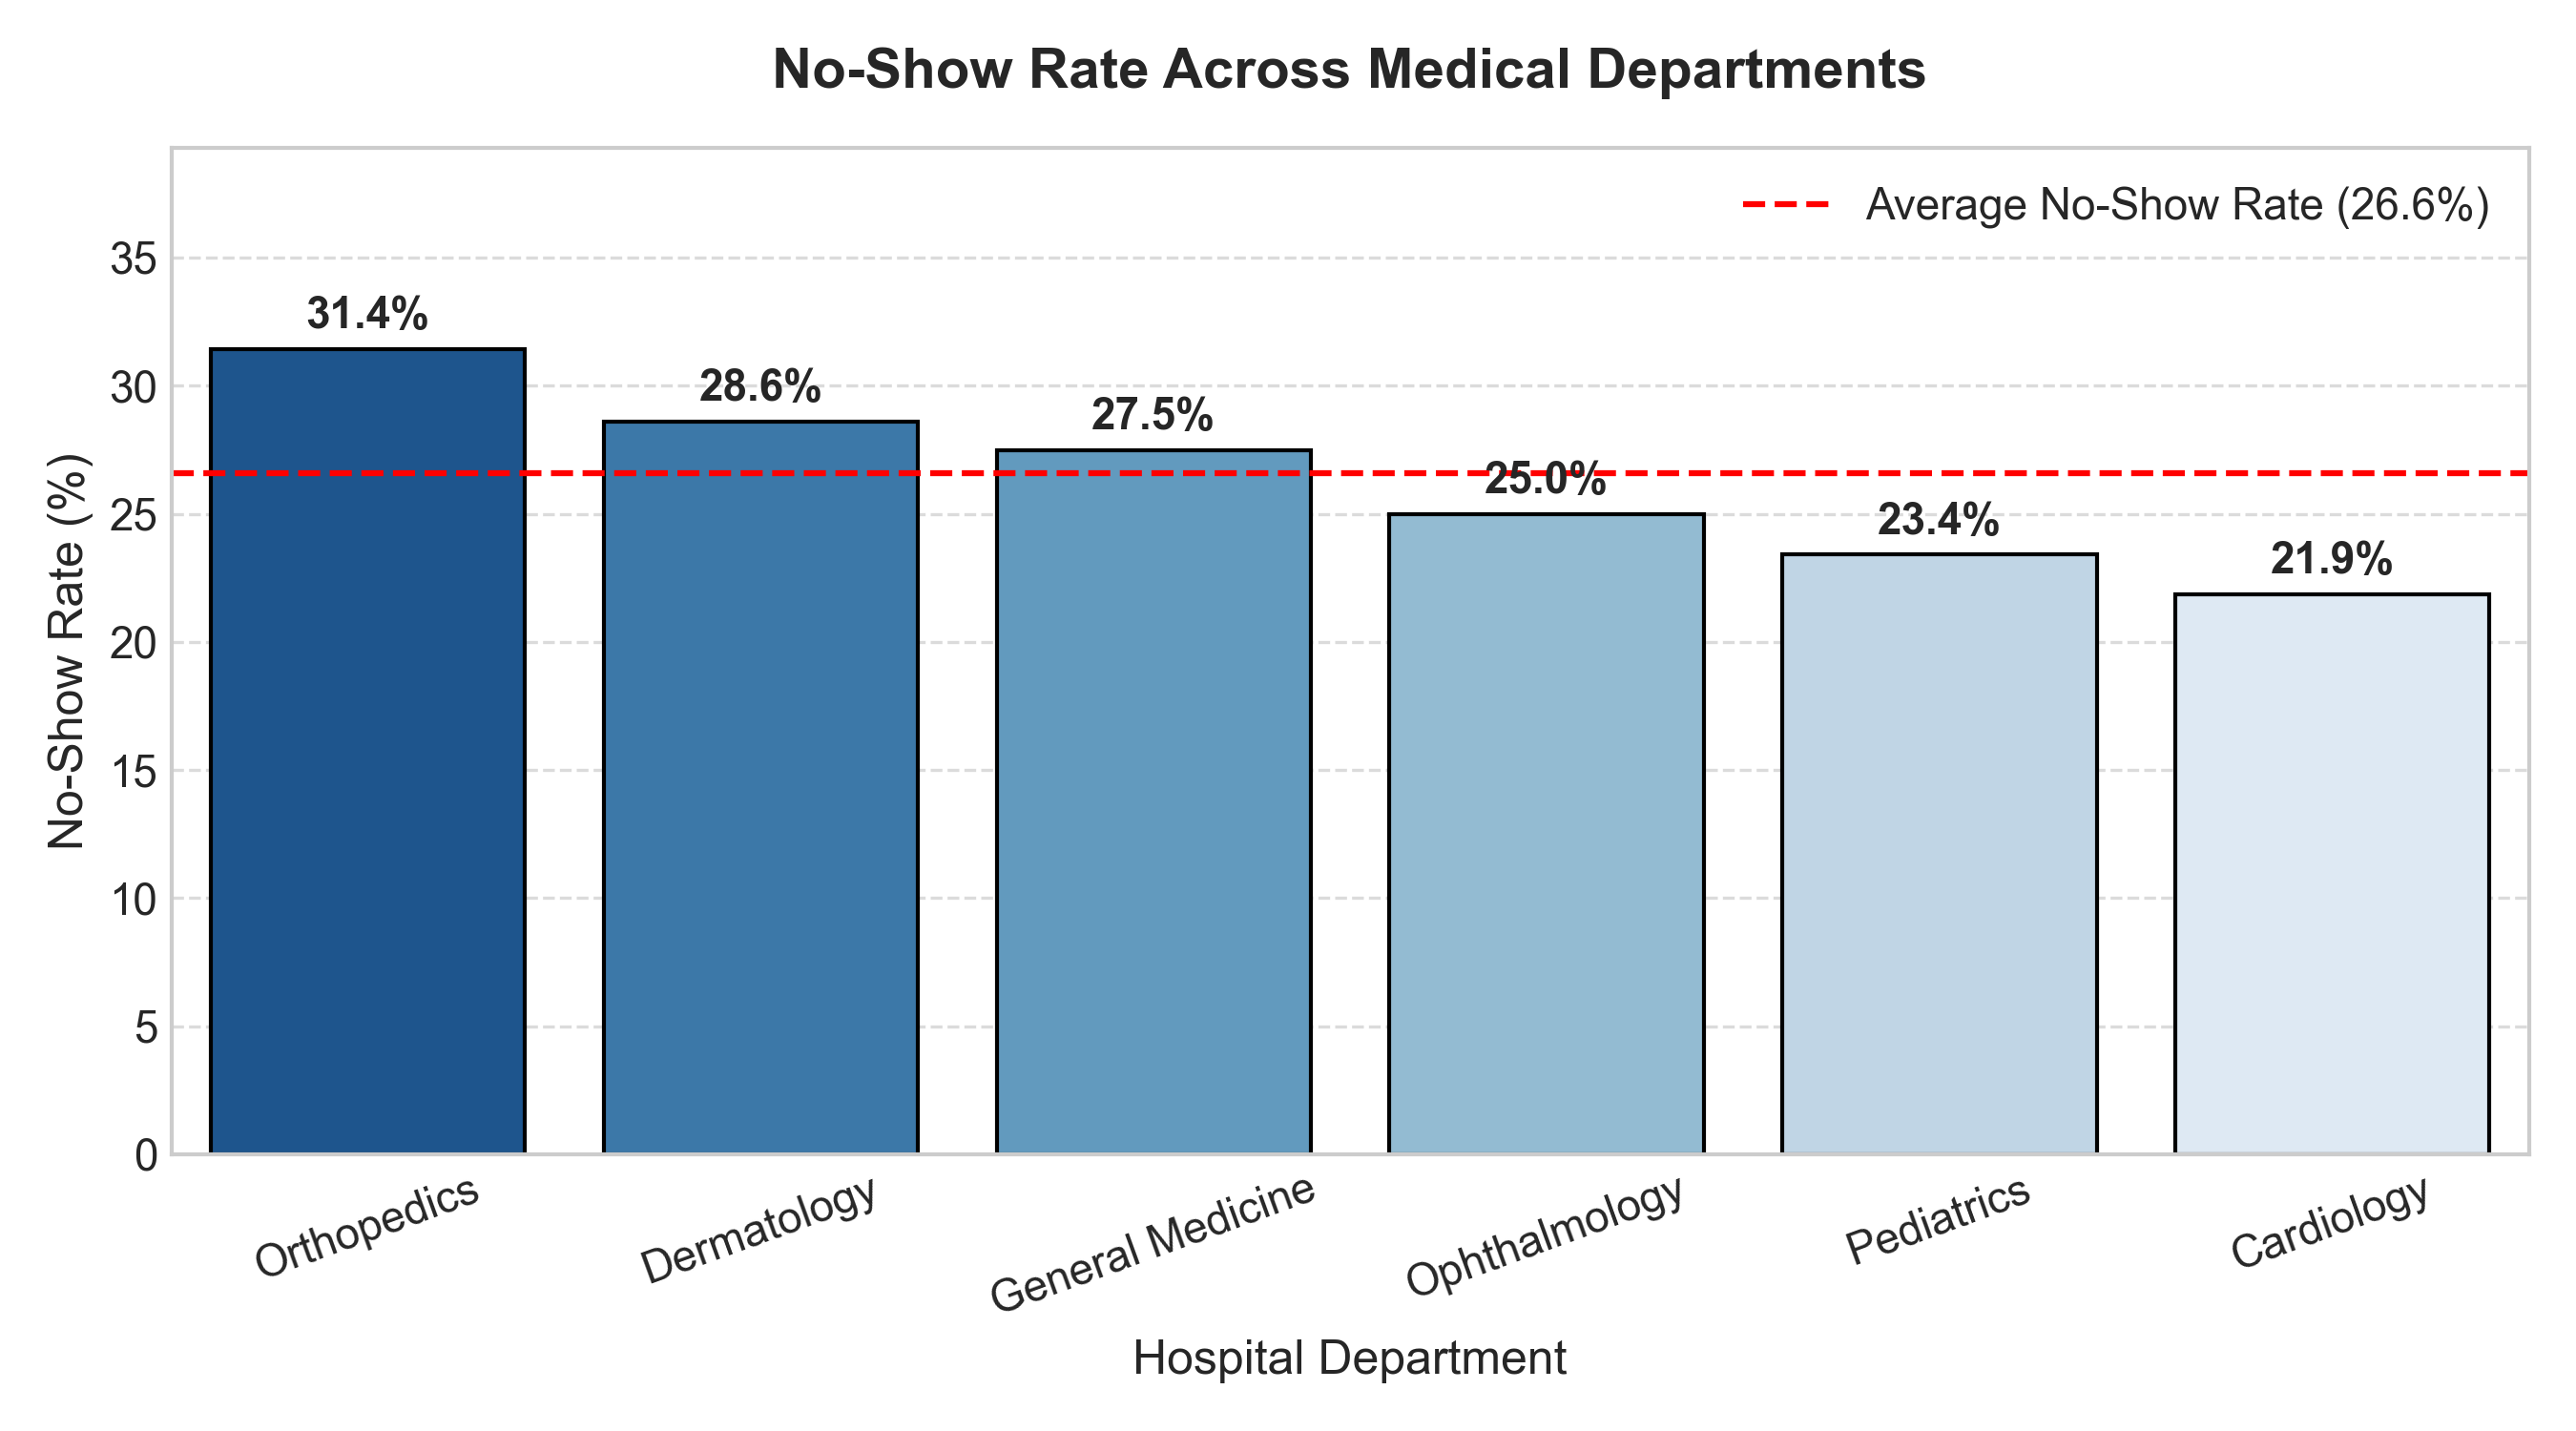 No-Show Rate Across Medical Departments
Average No-Show Rate (26.6%)
No-Show Rate (%)
35
30
25
20
15
10
5
0
31.4%
28.6%
27.5%
25.0%
23.4%
21.9%
Orthopedics
Dermatology
General Medicine
Ophthalmology
Pediatrics
Cardiology
Hospital Department